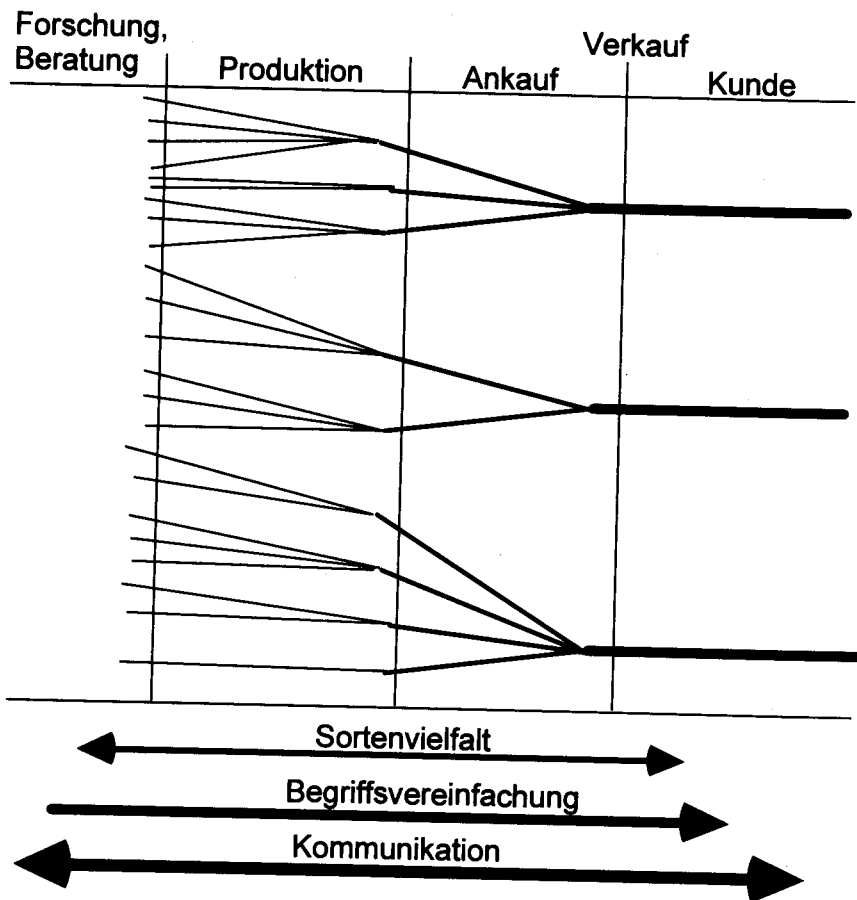 Forschung,
Beratung
Produktion
Ankauf
Verkauf
Kunde
Sortenvielfalt
Begriffsvereinfachung
Kommunikation